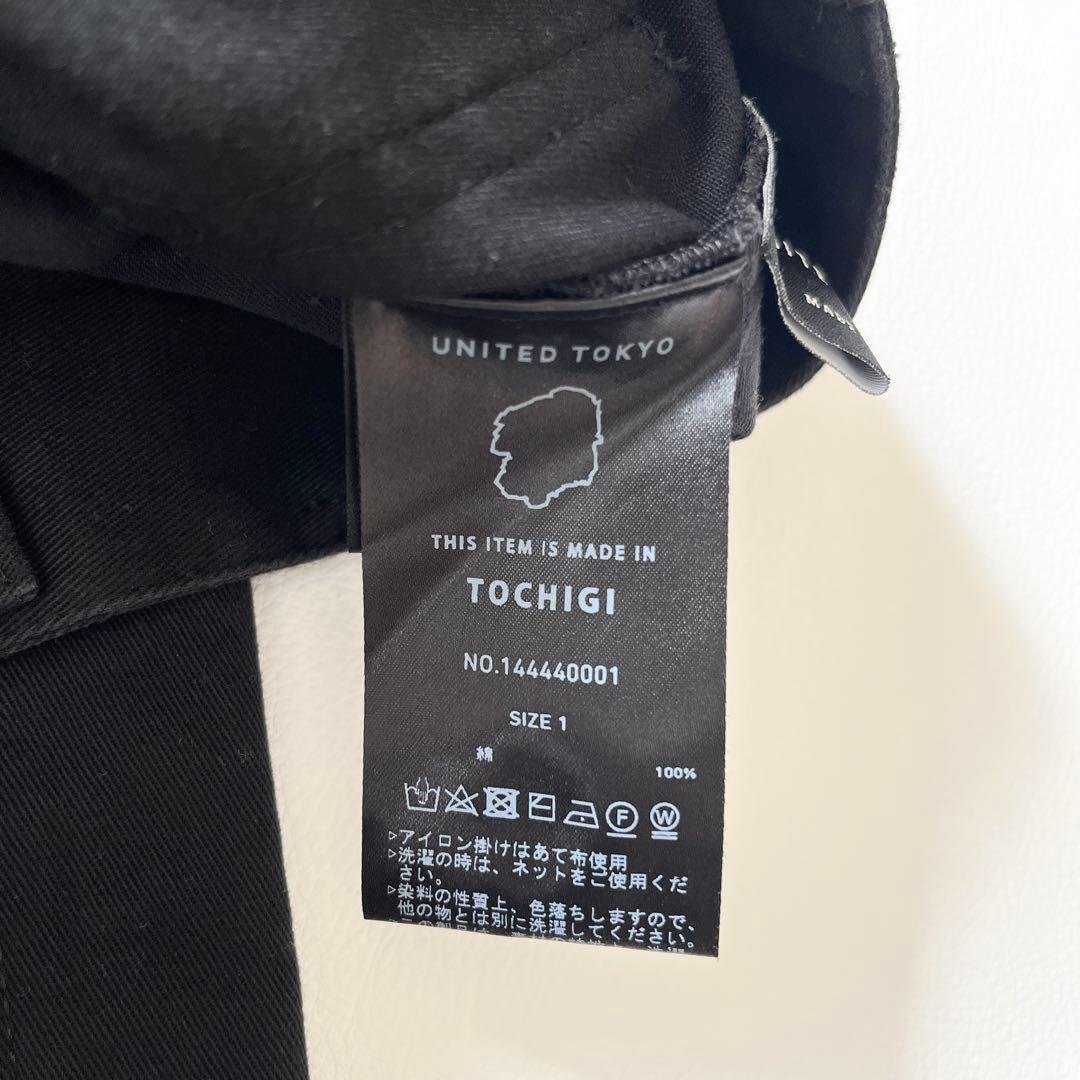 UNITED TOKYO
THIS ITEM IS MADE IN
TOCHIGI
NO.144440001
SIZE 1
綿 100%
F W
▷アイロン掛けはあて布使用
▷洗濯の時は、ネットをご使用くだ
さい。
▷染料の性質上、色落ちしますので、
他の物とは別に洗濯してください。